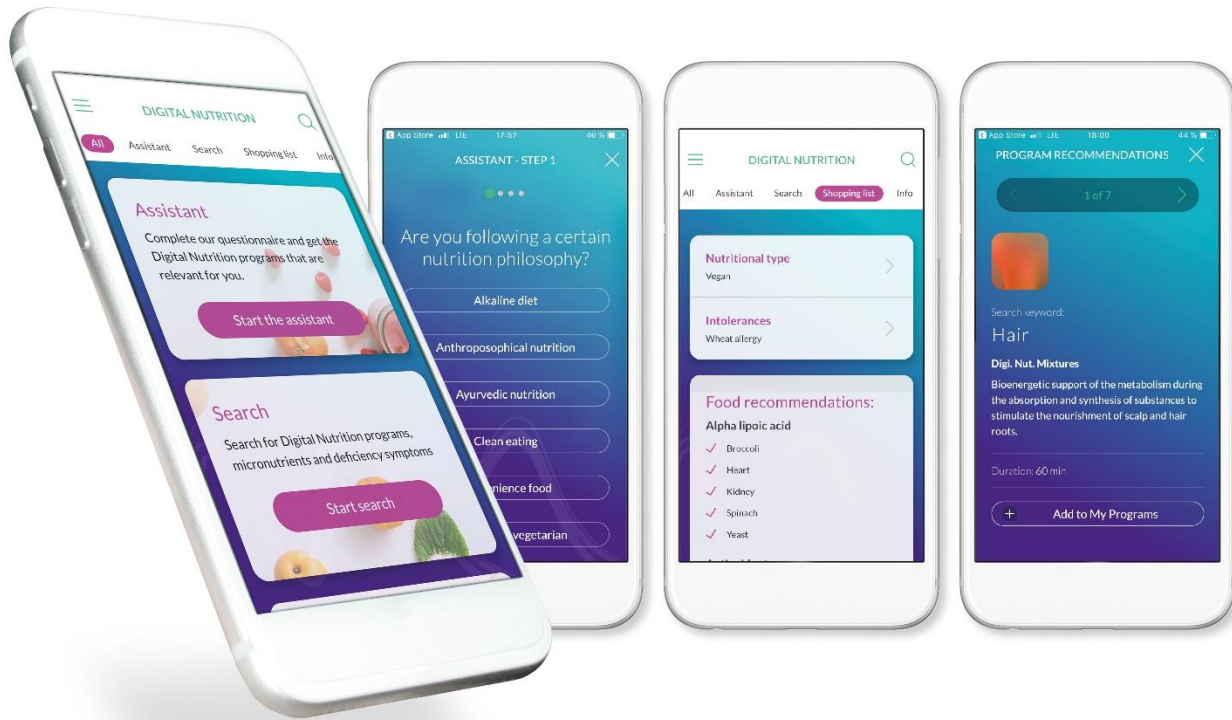 DIGITAL NUTRITION
All Assistant Search Shopping list Info
Assistant
Complete our questionnaire and get the
Digital Nutrition programs that are
relevant for you.
Start the assistant
Search
Search for Digital Nutrition programs,
micronutrients and deficiency symptoms
Start search
App Store LTE 17:57 46 %
ASSISTANT - STEP 1
Are you following a certain
nutrition philosophy?
Alkaline diet
Anthroposophical nutrition
Ayurvedic nutrition
Clean eating
food
vegetarian
DIGITAL NUTRITION
All Assistant Search Shopping list Info
Nutritional type
Vegan
Intolerances
Wheat allergy
Food recommendations:
Alpha lipoic acid
Broccoli
Heart
Kidney
Spinach
Yeast
App Store LTE 18:00 44 %
PROGRAM RECOMMENDATIONS
1 of 7
Search keyword:
Hair
Digi. Nut. Mixtures
Bioenergetic support of the metabolism during
the absorption and synthesis of substances to
stimulate the nourishment of scalp and hair
roots.
Duration: 60 min
+ Add to My Programs